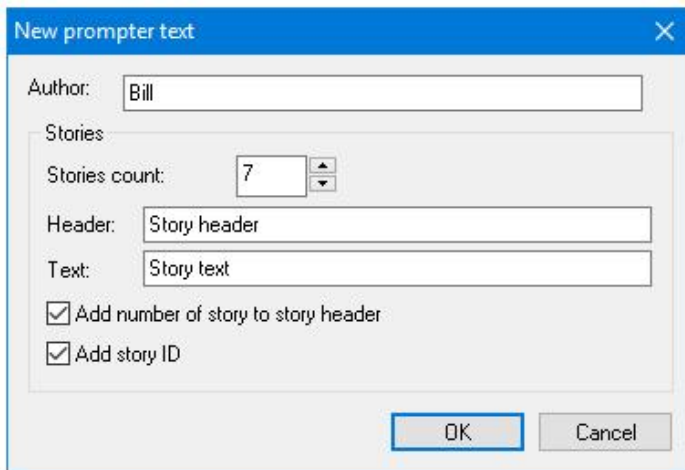 New prompter text
Author: Bill
Stories
Stories count: 7
Header: Story header
Text: Story text
Add number of story to story header
Add story ID
OK Cancel